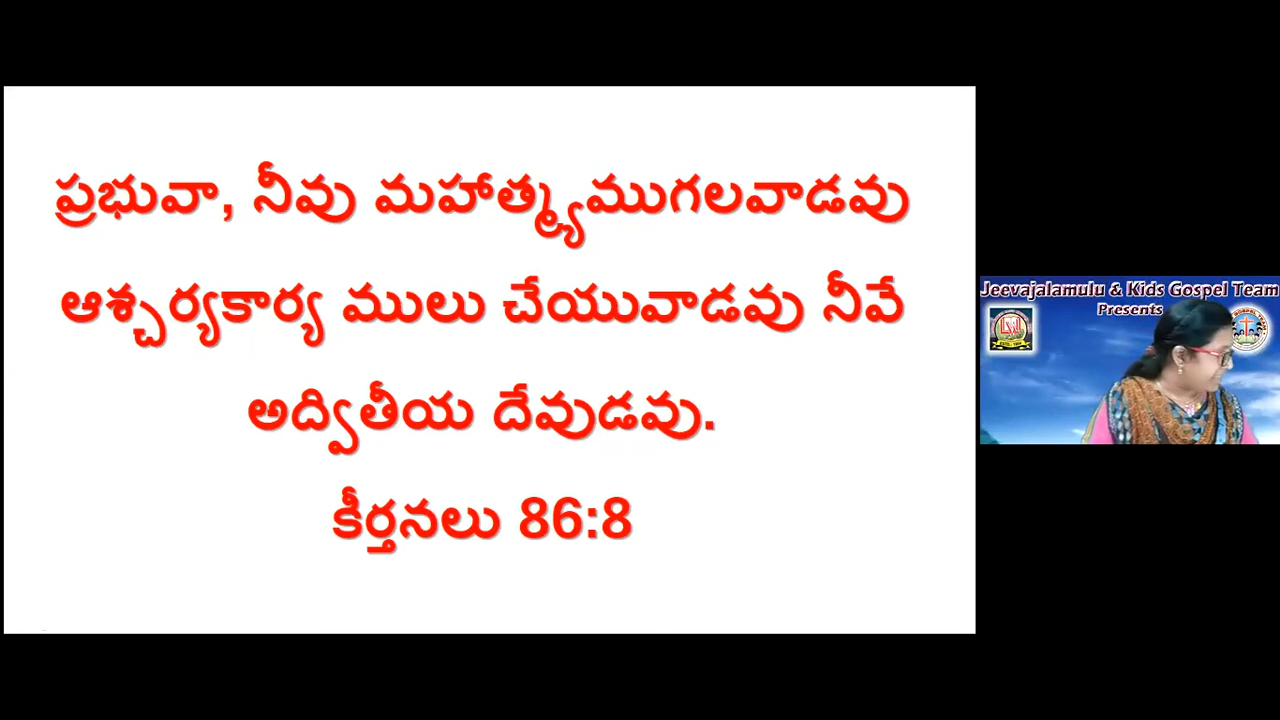 ప్రభువా, నీవు మహాత్మ్యముగలవాడవు
ఆశ్చర్యకార్య ములు చేయువాడవు నీవే
అద్వితీయ దేవుడవు.
కీర్తనలు 86:8
Jeevajalamulu & Kids Gospel Team
Presents